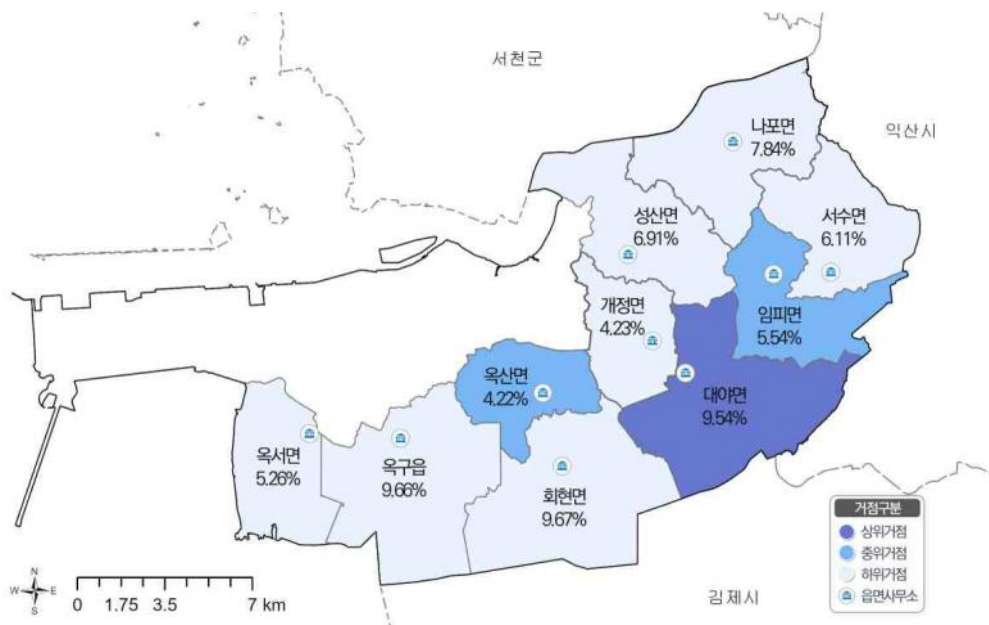 서천군
나포면
7.84%
익산시
성산면
6.91%
서수면
6.11%
개정면
4.23%
임피면
5.54%
옥산면
4.22%
대야면
9.54%
옥서면
5.26%
옥구읍
9.66%
회현면
9.67%
거점구분
상위거점
중위거점
하위거점
읍면사무소
N
W E
S
0 1.75 3.5 7 km
김제시